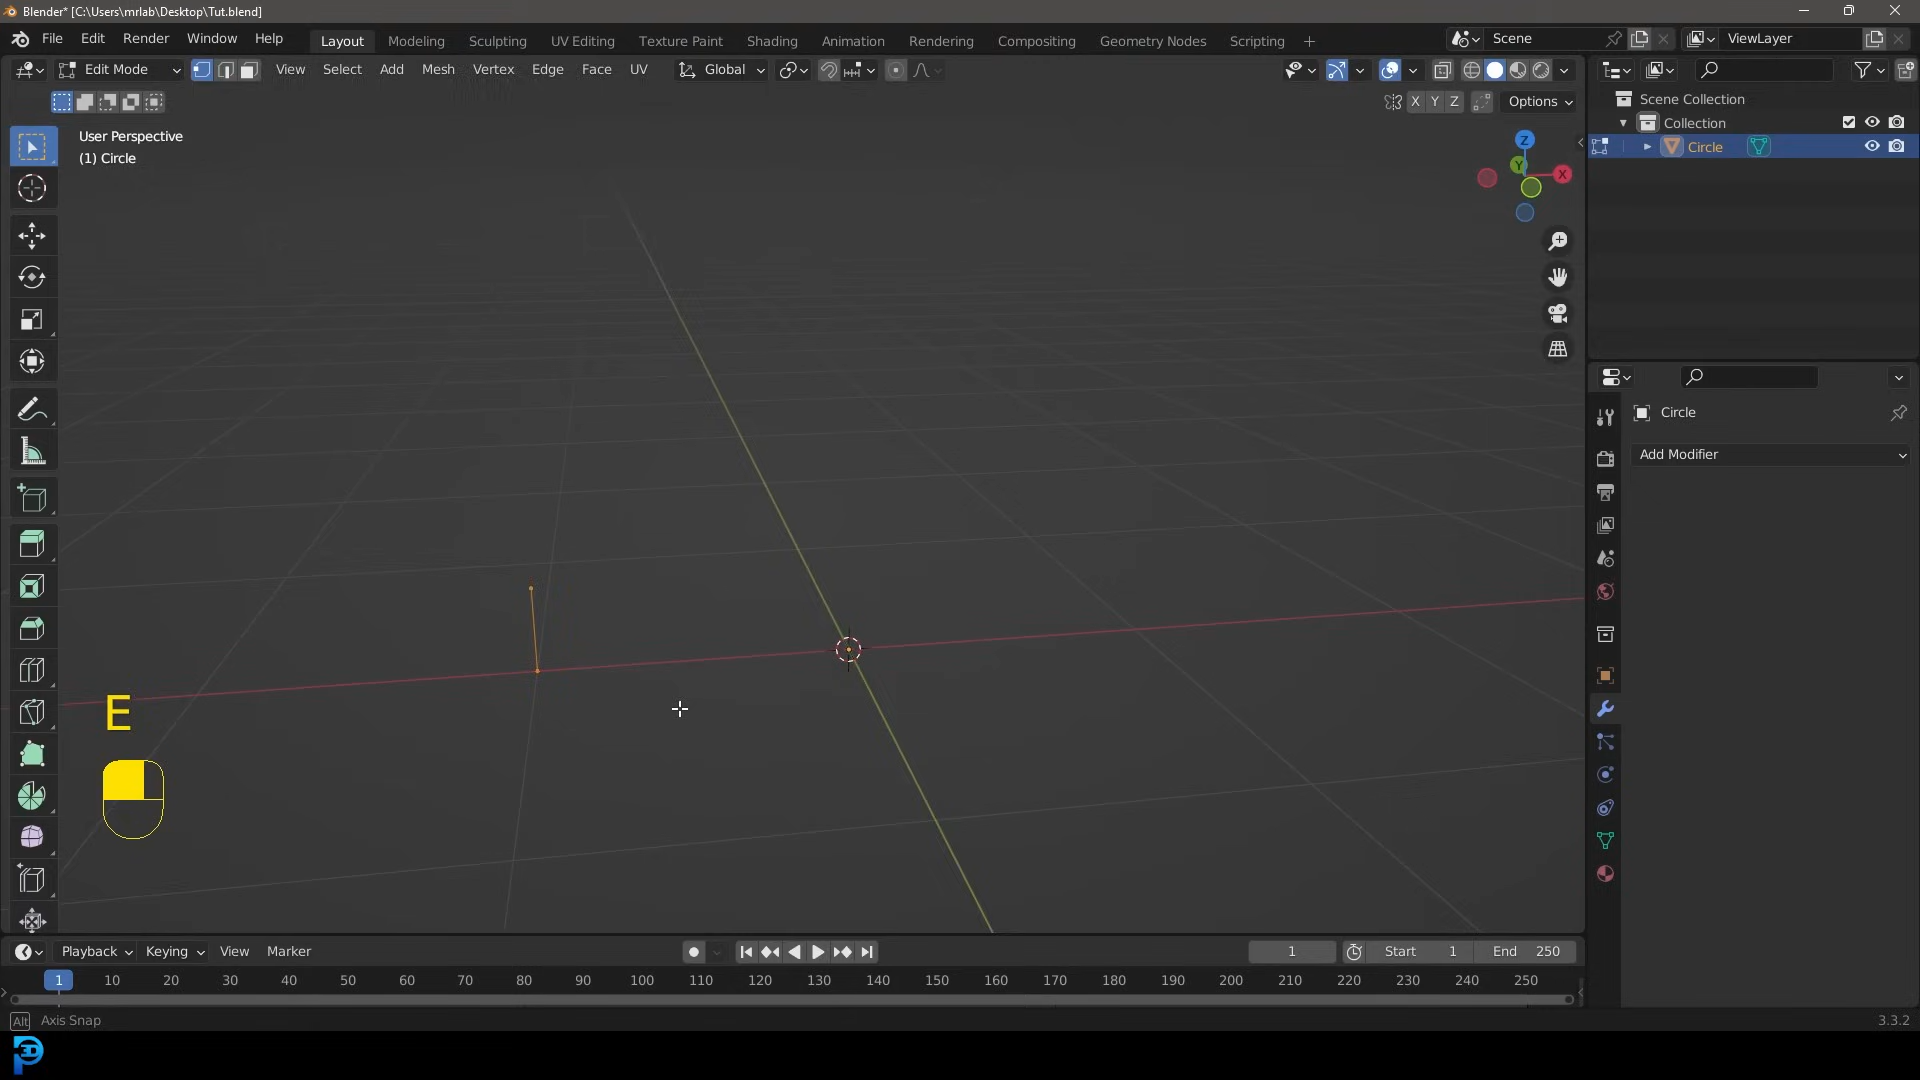 Blender* [C:\Users\mrlab\Desktop\Tut.blend]
File Edit Render Window Help Layout Modeling Sculpting UV Editing Texture Paint Shading Animation Rendering Compositing Geometry Nodes Scripting + Scene ViewLayer
Edit Mode View Select Add Mesh Vertex Edge Face UV Global
X Y Z Options
Scene Collection
Collection
Circle
User Perspective
(1) Circle
Z
Y
X
Circle
Add Modifier
E
Playback Keying View Marker 1 Start 1 End 250
1 10 20 30 40 50 60 70 80 90 100 110 120 130 140 150 160 170 180 190 200 210 220 230 240 250
Alt Axis Snap 3.3.2
3D
P